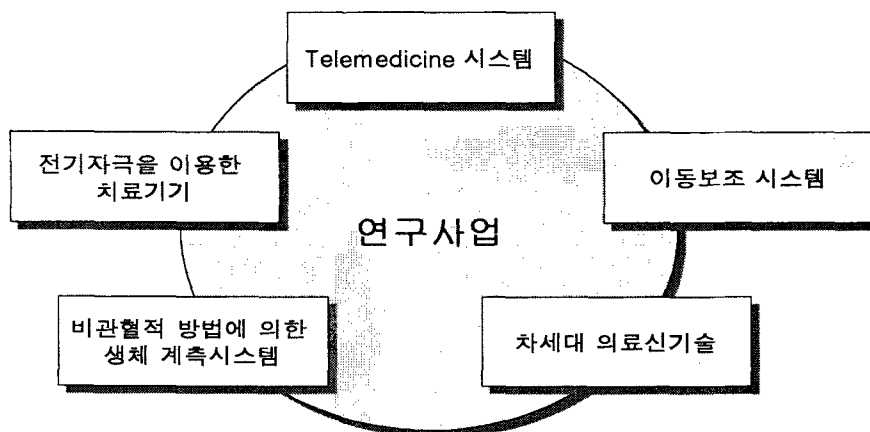 Telemedicine 시스템
전기자극을 이용한
치료기기
이동보조 시스템
연구사업
비관혈적 방법에 의한
생체 계측시스템
차세대 의료신기술